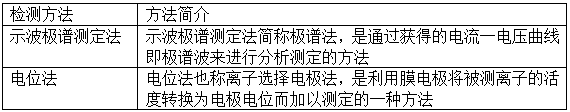 检测方法 方法简介
示波极谱测定法 示波极谱测定法简称极谱法，是通过获得的电流一电压曲线
即极谱波来进行分析测定的方法
电位法 电位法也称离子选择电极法，是利用膜电极将被测离子的活
度转换为电极电位而加以测定的一种方法